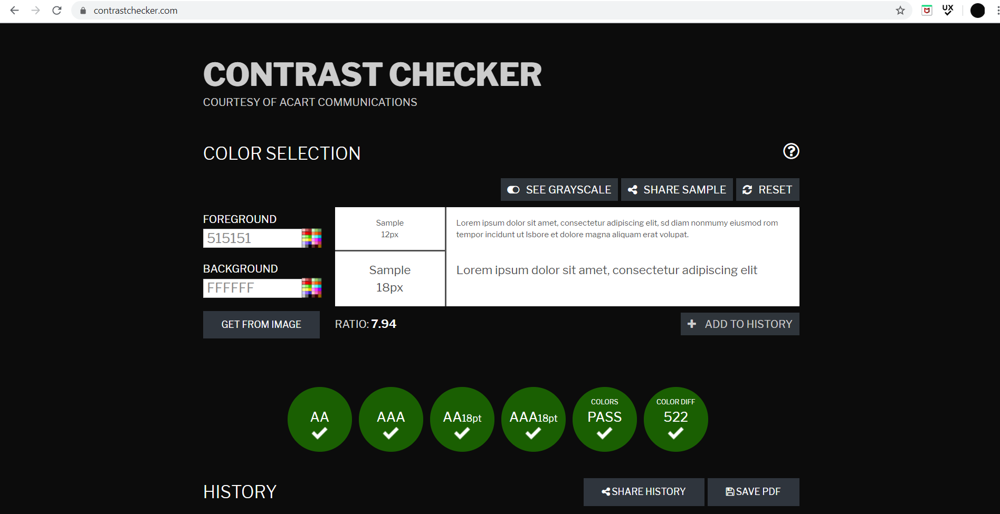 contrastchecker.com
UX
CONTRAST CHECKER
COURTESY OF ACART COMMUNICATIONS
COLOR SELECTION
SEE GRAYSCALE
SHARE SAMPLE
RESET
FOREGROUND
515151
BACKGROUND
FFFFFF
GET FROM IMAGE
Sample
12px
Lorem ipsum dolor sit amet, consectetur adipiscing elit, sd diam nonmumy eiusmod rom
tempor incidunt ut lsbore et dolore magna aliquam erat volupat.
Sample
18px
Lorem ipsum dolor sit amet, consectetur adipiscing elit
RATIO: 7.94
ADD TO HISTORY
AA
AAA
AA18pt
AAA18pt
COLORS
PASS
COLOR DIFF
522
HISTORY
SHARE HISTORY
SAVE PDF